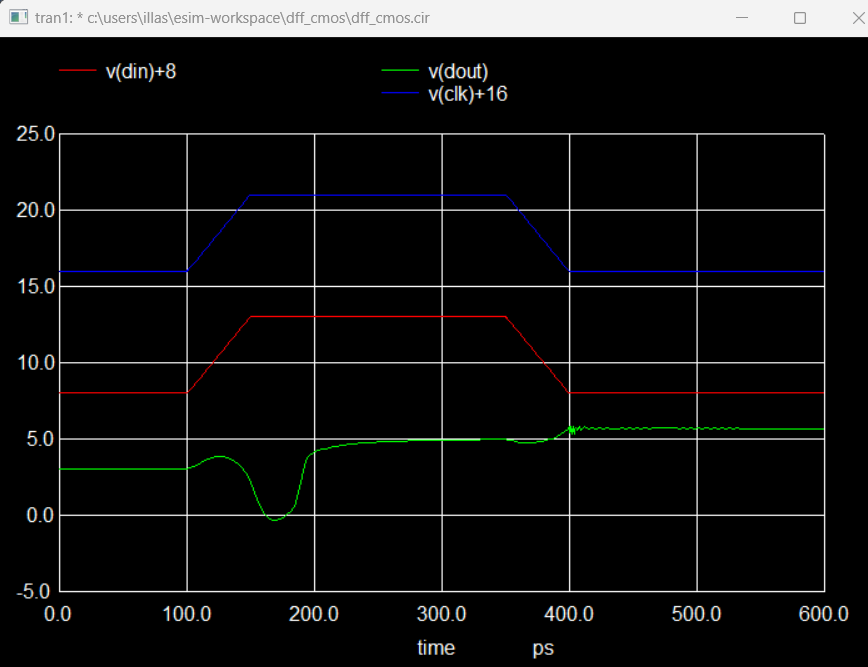 tran1: * c:\users\illas\esim-workspace\dff_cmos\dff_cmos.cir
v(din)+8
v(dout)
v(clk)+16
25.0
20.0
15.0
10.0
5.0
0.0
-5.0
0.0 100.0 200.0 300.0 400.0 500.0 600.0
time ps